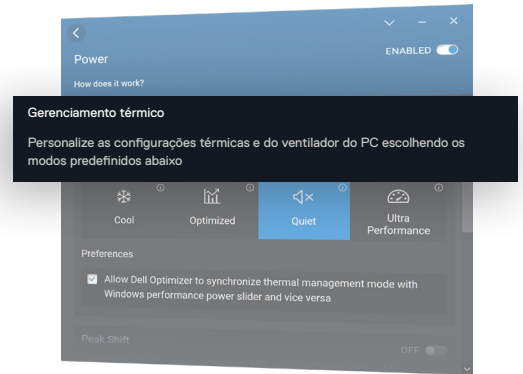 ENABLED
Power
How does it work?
Gerenciamento térmico
Personalize as configurações térmicas e do ventilador do PC escolhendo os
modos predefinidos abaixo
Cool
Optimized
Quiet
Ultra
Performance
Preferences
Allow Dell Optimizer to synchronize thermal management mode with
Windows performance power slider and vice versa
Peak Shift
OFF